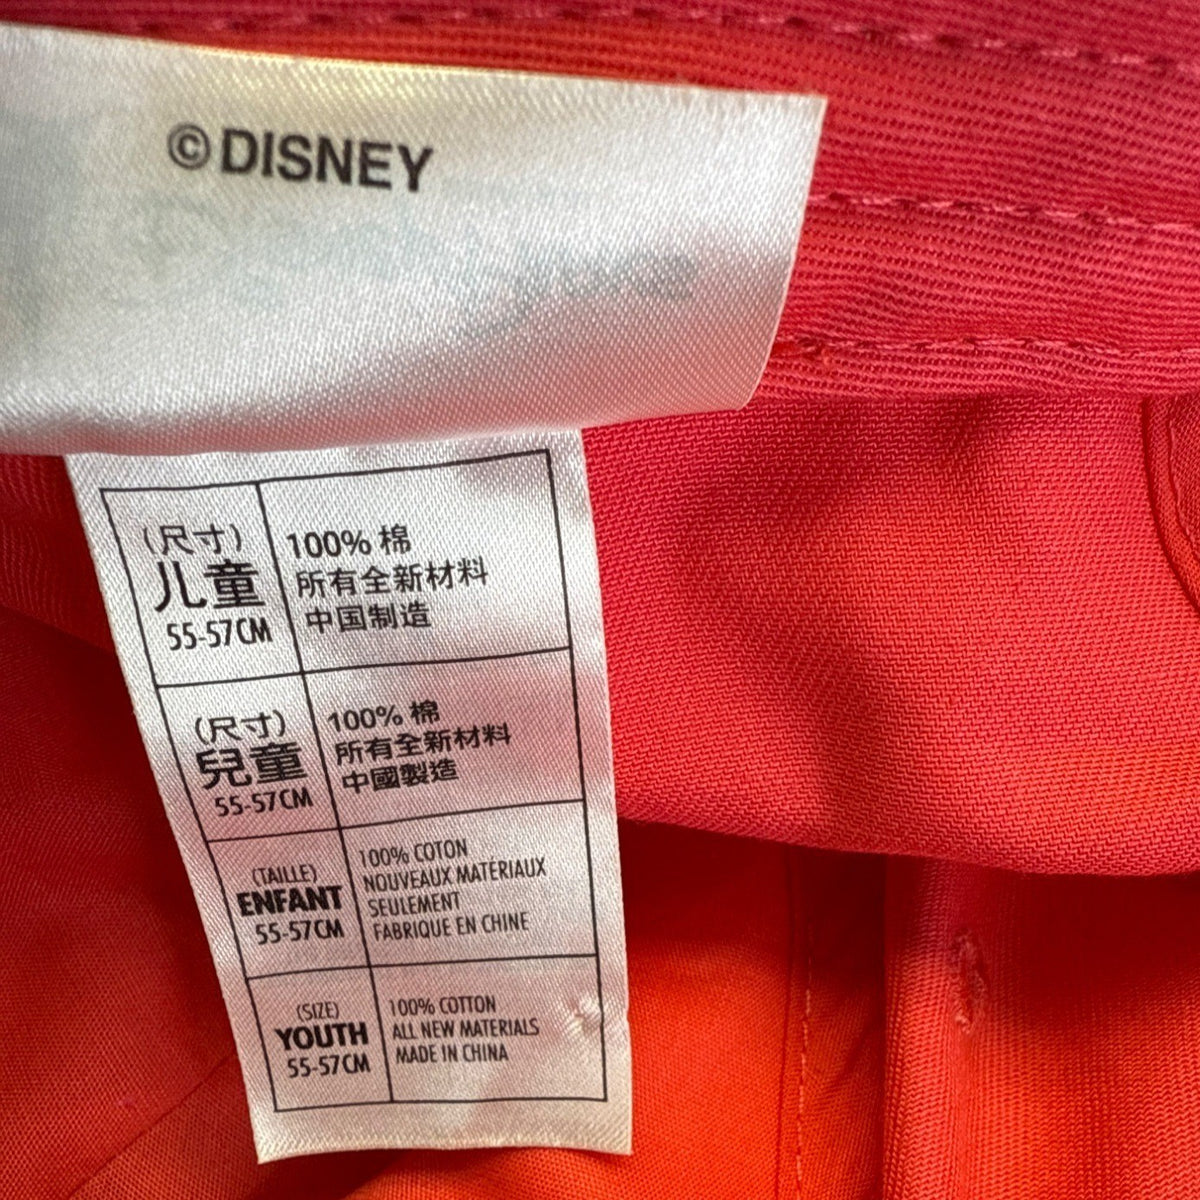 ©DISNEY
(尺寸)
儿童
55-57CM
100% 棉
所有全新材料
中国制造
(尺寸)
兒童
55-57CM
100% 棉
所有全新材料
中國製造
(TAILLE)
ENFANT
55-57CM
100% COTON
NOUVEAUX MATÉRIAUX
SEULEMENT
FABRIQUE EN CHINE
(SIZE)
YOUTH
55-57CM
100% COTTON
ALL NEW MATERIALS
MADE IN CHINA